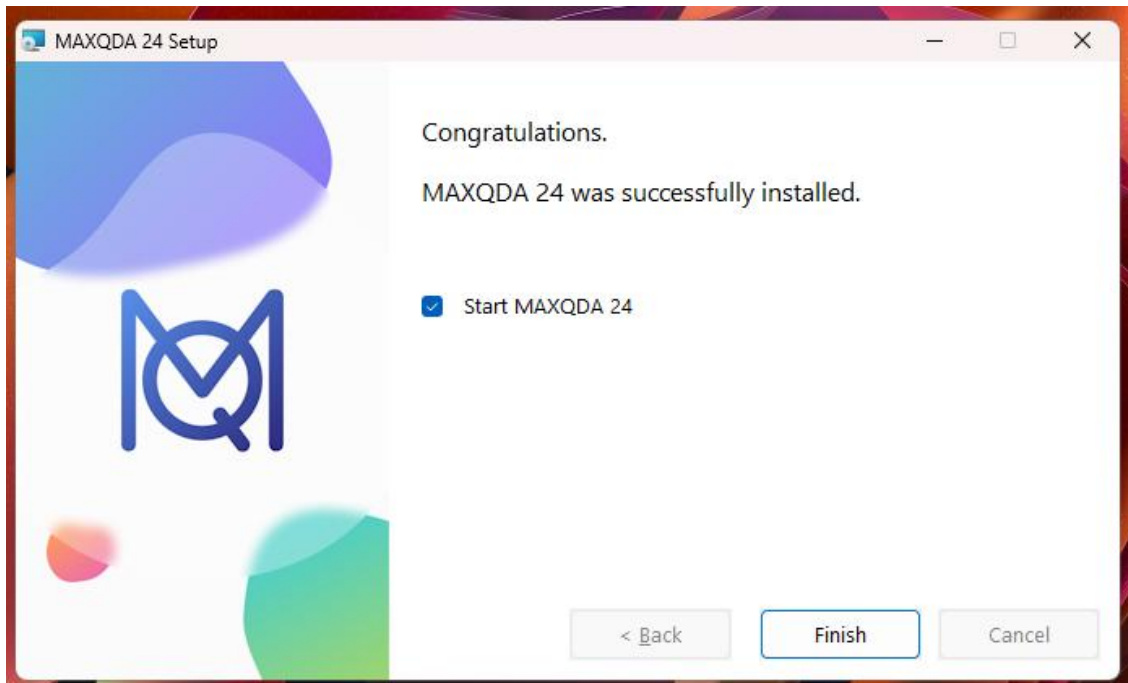 MAXQDA 24 Setup
Congratulations.
MAXQDA 24 was successfully installed.
Start MAXQDA 24
< Back
Finish
Cancel